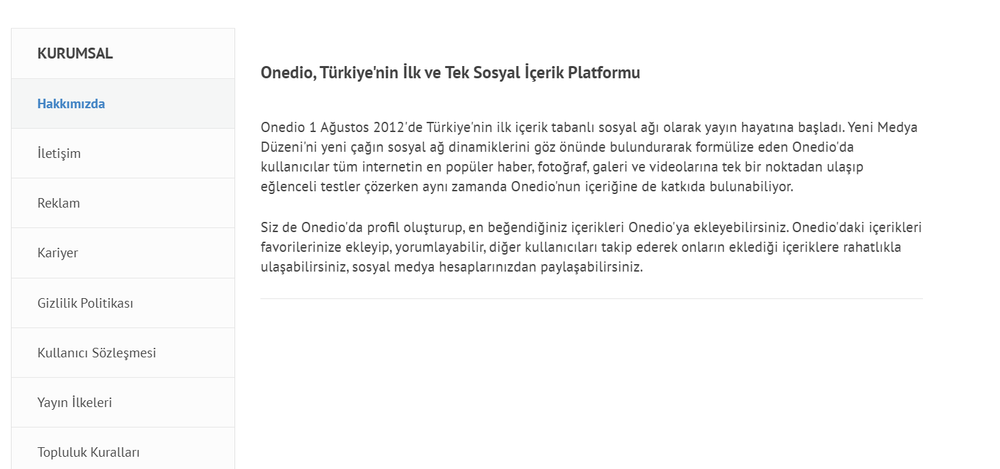 KURUMSAL
Hakkımızda
İletişim
Reklam
Kariyer
Gizlilik Politikası
Kullanıcı Sözleşmesi
Yayın İlkeleri
Topluluk Kuralları
Onedio, Türkiye'nin İlk ve Tek Sosyal İçerik Platformu
Onedio 1 Ağustos 2012'de Türkiye'nin ilk içerik tabanlı sosyal ağı olarak yayın hayatına başladı. Yeni Medya
Düzeni'ni yeni çağın sosyal ağ dinamiklerini göz önünde bulundurarak formülize eden Onedio'da
kullanıcılar tüm internetin en popüler haber, fotoğraf, galeri ve videolarına tek bir noktadan ulaşıp
eğlenceli testler çözerken aynı zamanda Onedio'nun içeriğine de katkıda bulunabiliyor.
Siz de Onedio'da profil oluşturup, en beğendiğiniz içerikleri Onedio'ya ekleyebilirsiniz. Onedio'daki içerikleri
favorilerinize ekleyip, yorumlayabilir, diğer kullanıcıları takip ederek onların eklediği içeriklere rahatlıkla
ulaşabilirsiniz, sosyal medya hesaplarınızdan paylaşabilirsiniz.